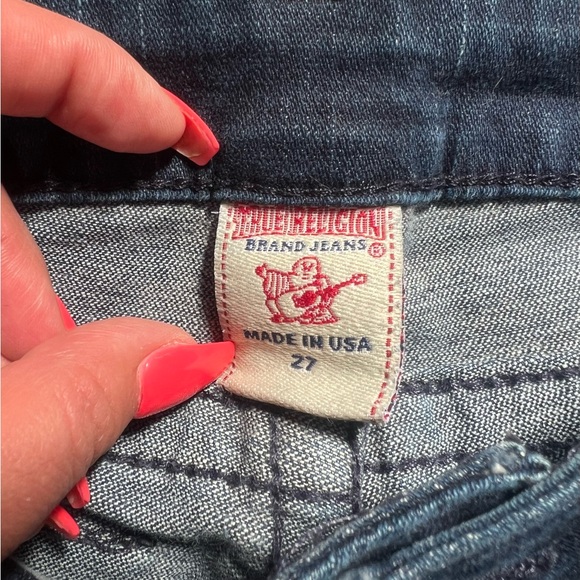 TRUE RELIGION
BRAND JEANS ®
MADE IN USA
27